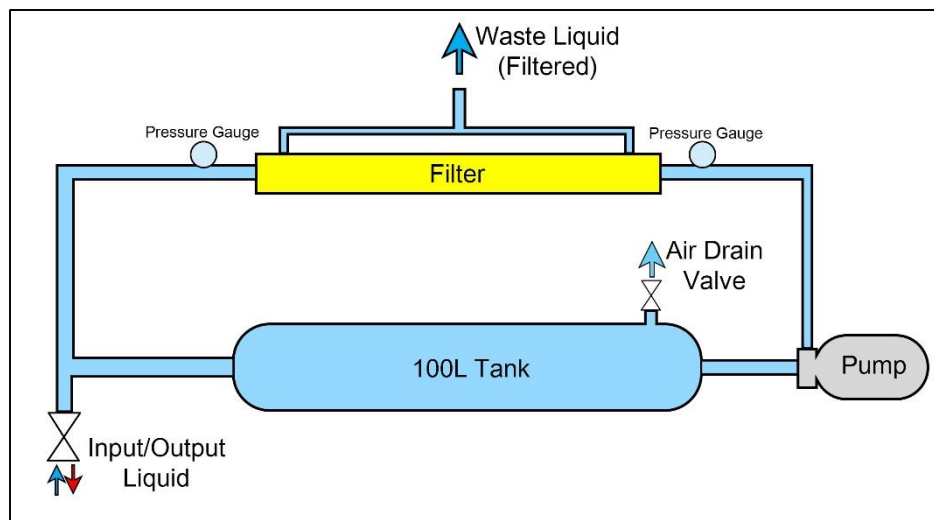 Waste Liquid
(Filtered)
Pressure Gauge
Pressure Gauge
Filter
Air Drain
Valve
100L Tank
Pump
Input/Output
Liquid